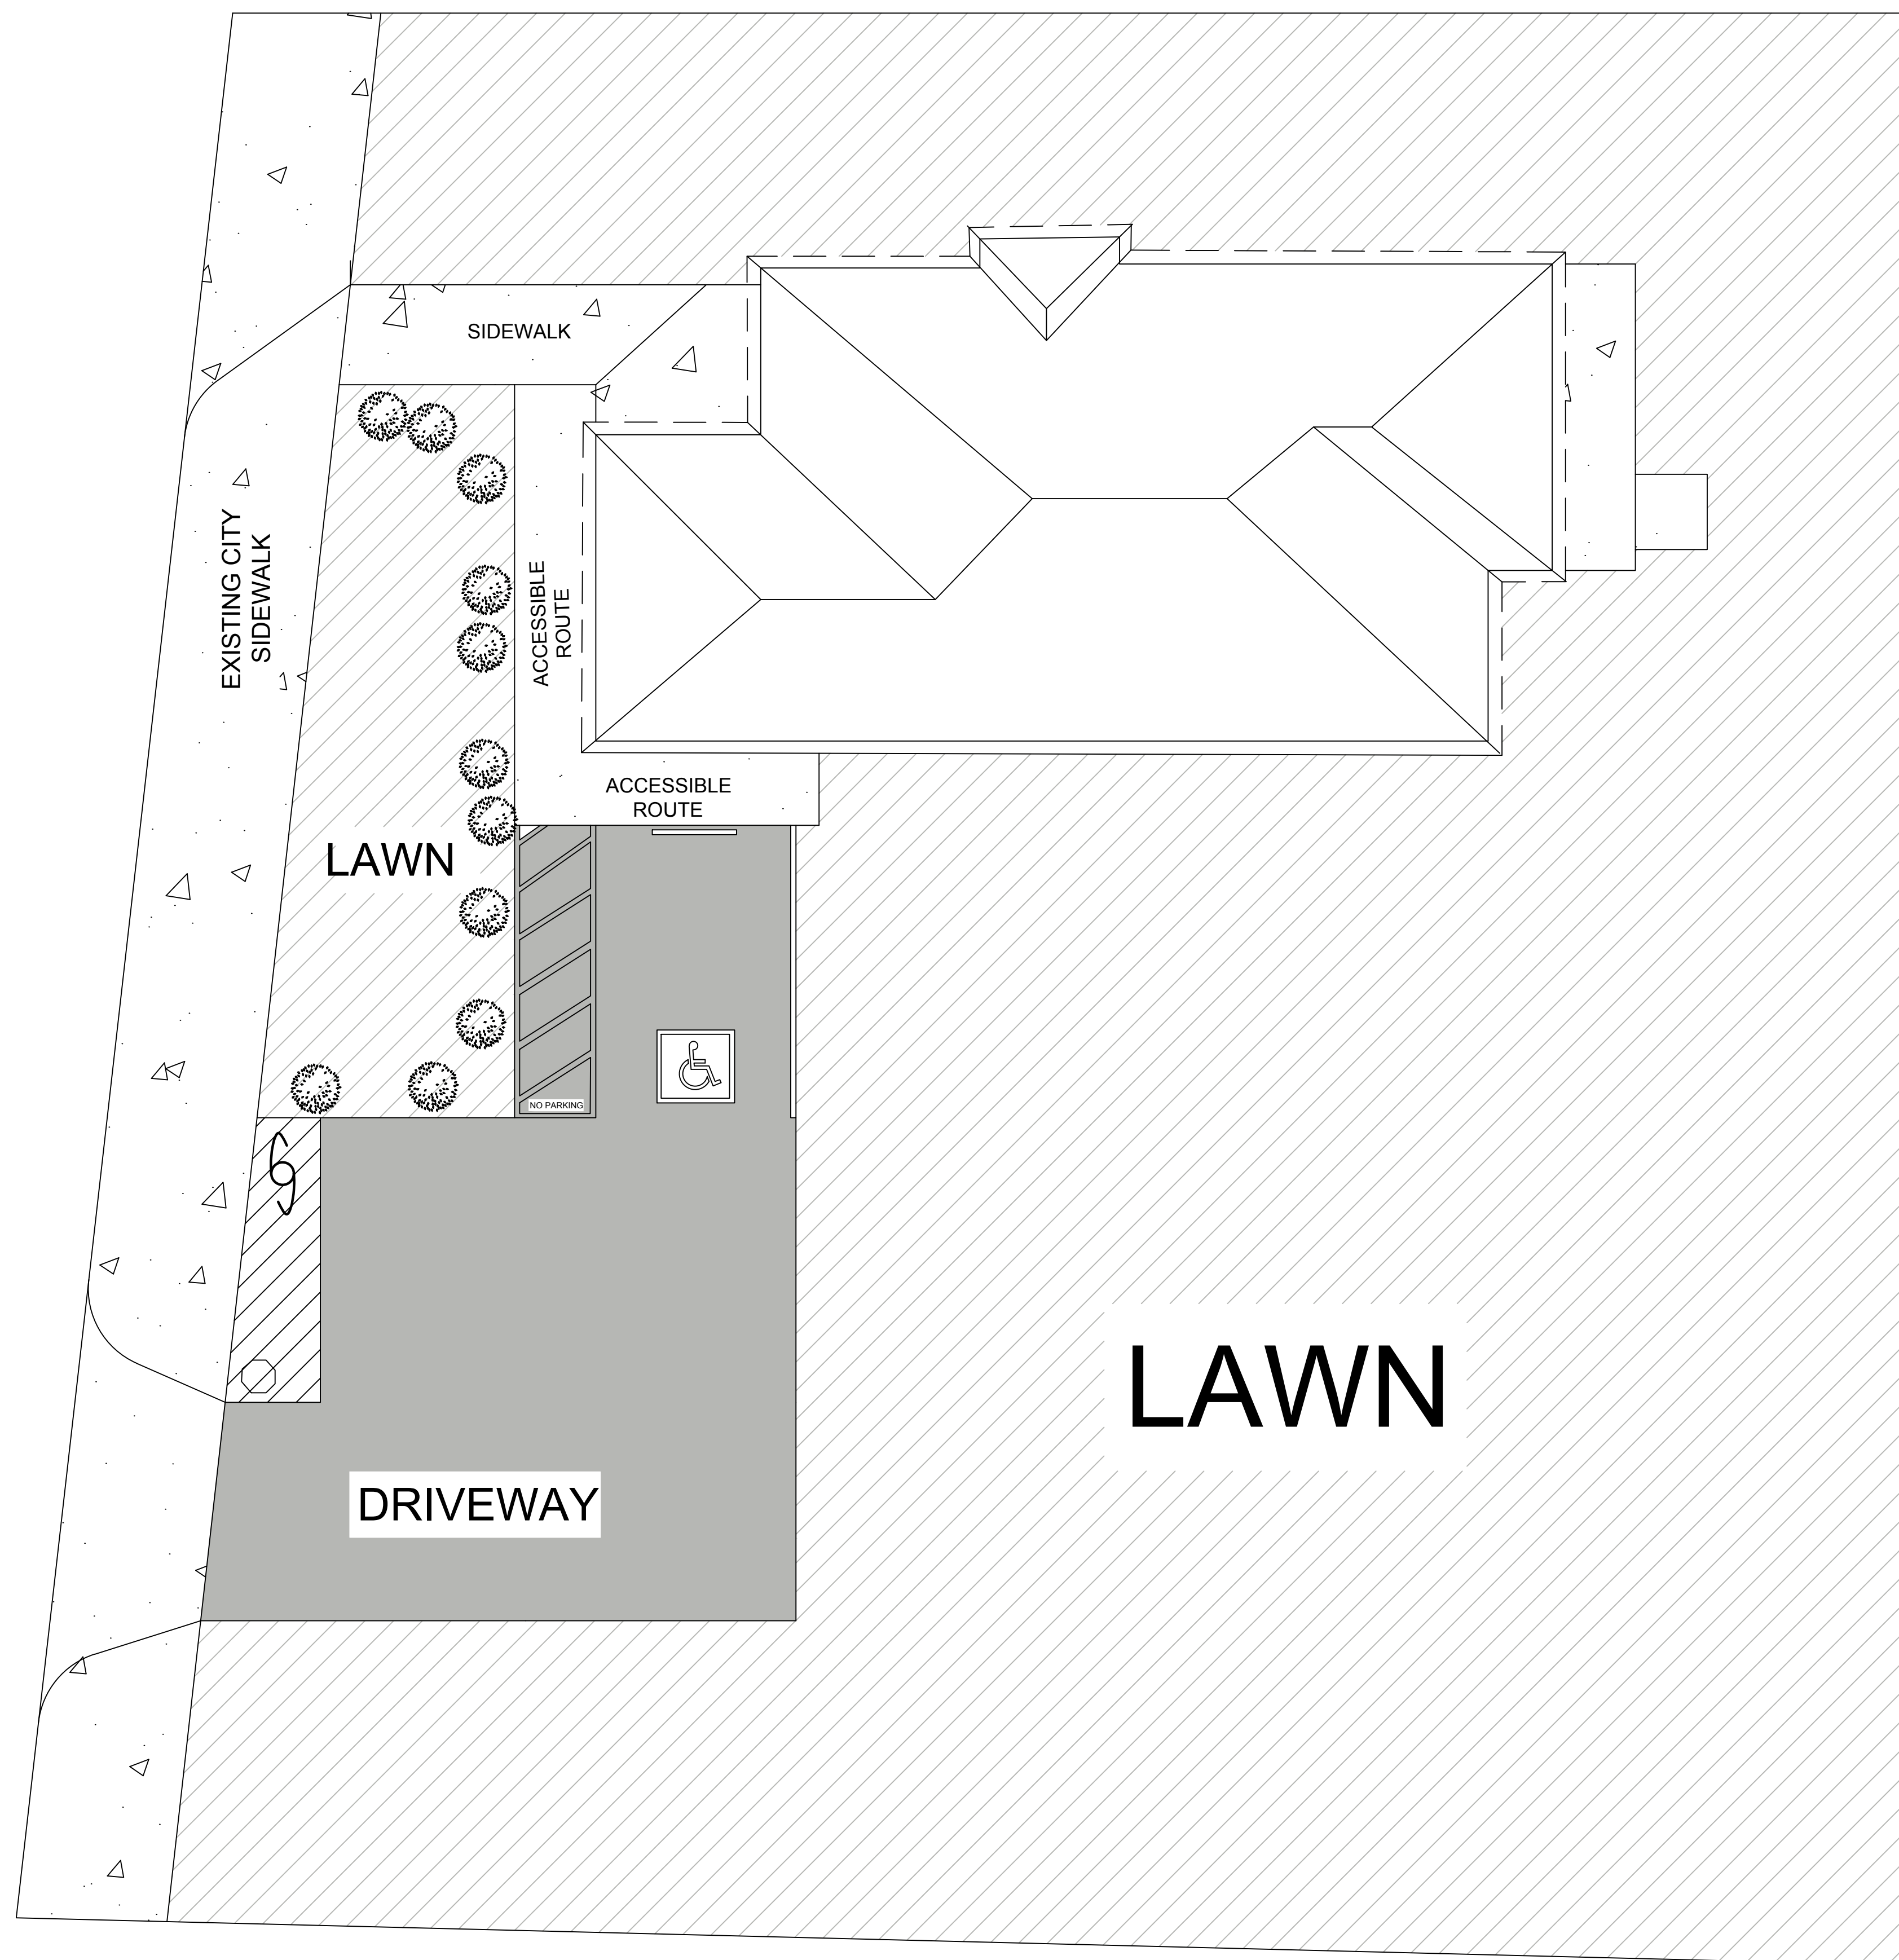 SIDEWALK
EXISTING CITY
SIDEWALK
ACCESSIBLE
ROUTE
ACCESSIBLE
ROUTE
LAWN
NO PARKING
LAWN
DRIVEWAY